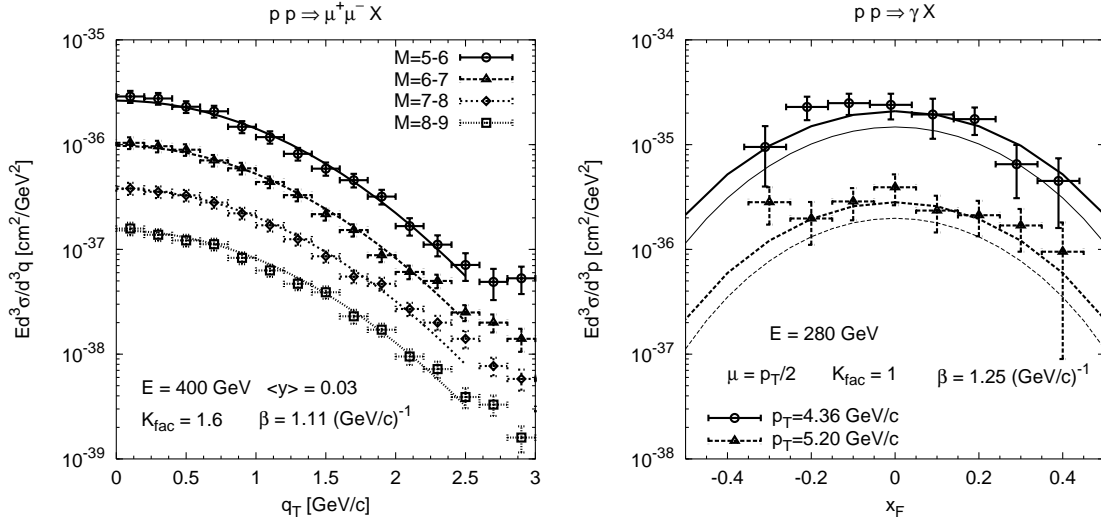 p p ⇒ μ⁺μ⁻ X
Ed³σ/d³q [cm²/GeV²]
10⁻³⁵
10⁻³⁶
10⁻³⁷
10⁻³⁸
10⁻³⁹
M=5-6
M=6-7
M=7-8
M=8-9
E = 400 GeV <y> = 0.03
K_fac = 1.6 β = 1.11 (GeV/c)⁻¹
0 0.5 1 1.5 2 2.5 3
q_T [GeV/c]
p p ⇒ γ X
Ed³σ/d³p [cm²/GeV²]
10⁻³⁴
10⁻³⁵
10⁻³⁶
10⁻³⁷
10⁻³⁸
E = 280 GeV
μ = p_T/2 K_fac = 1 β = 1.25 (GeV/c)⁻¹
p_T=4.36 GeV/c
p_T=5.20 GeV/c
-0.4 -0.2 0 0.2 0.4
x_F